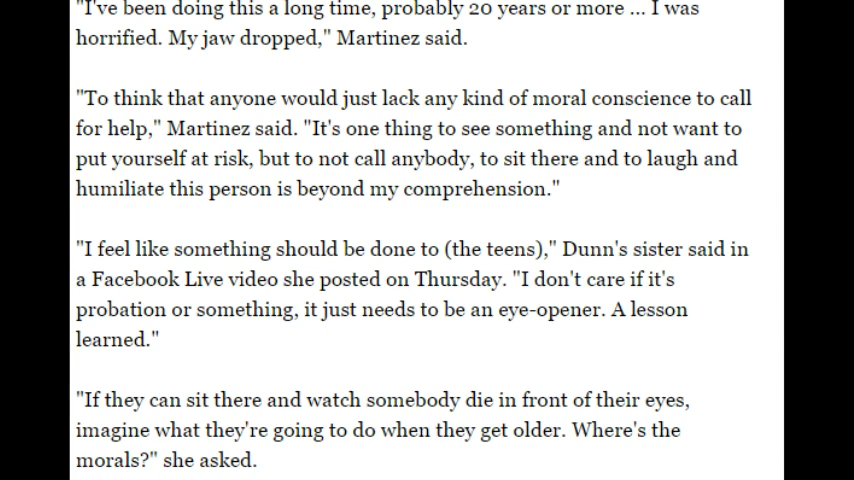 "I've been doing this a long time, probably 20 years or more ... I was
horrified. My jaw dropped," Martinez said.
"To think that anyone would just lack any kind of moral conscience to call
for help," Martinez said. "It's one thing to see something and not want to
put yourself at risk, but to not call anybody, to sit there and to laugh and
humiliate this person is beyond my comprehension."
"I feel like something should be done to (the teens)," Dunn's sister said in
a Facebook Live video she posted on Thursday. "I don't care if it's
probation or something, it just needs to be an eye-opener. A lesson
learned."
"If they can sit there and watch somebody die in front of their eyes,
imagine what they're going to do when they get older. Where's the
morals?" she asked.